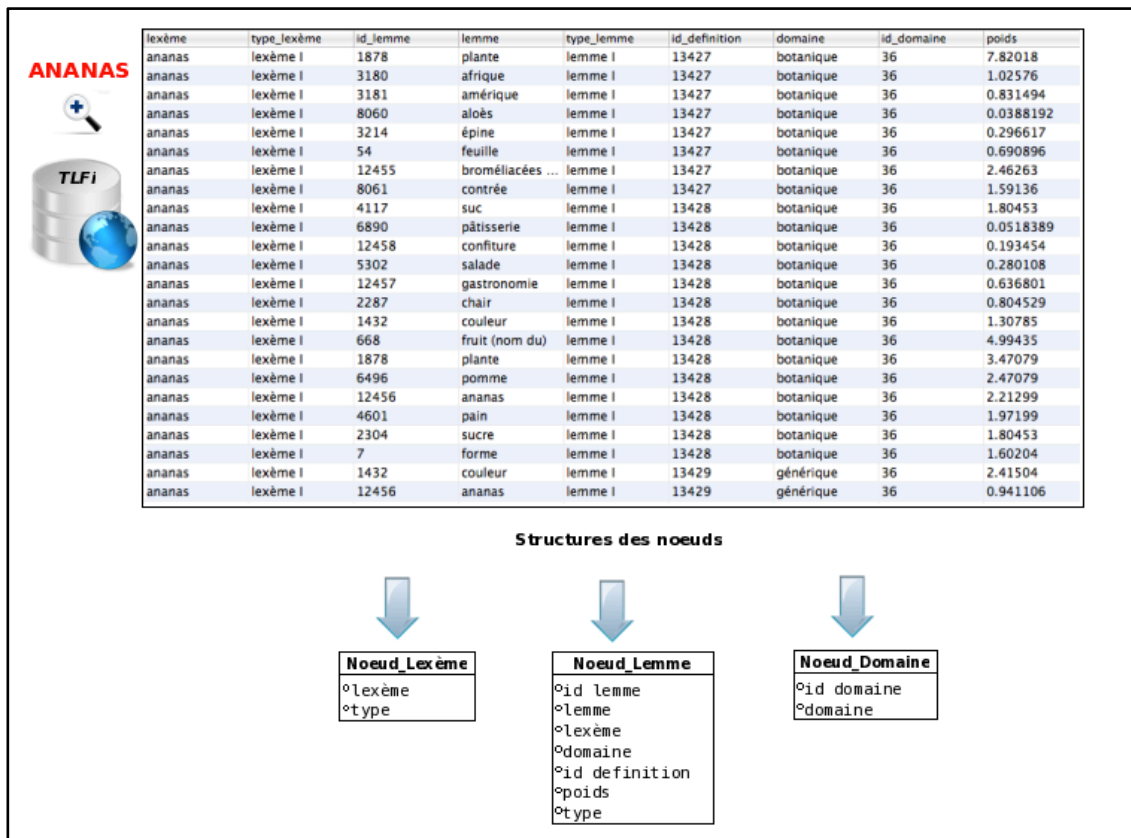 lexème type_lexème id_lemme lemme type_lemme id_definition domaine id_domaine poids
ananas lexème I 1878 plante lemme I 13427 botanique 36 7.82018
ananas lexème I 3180 afrique lemme I 13427 botanique 36 1.02576
ananas lexème I 3181 amérique lemme I 13427 botanique 36 0.831494
ananas lexème I 8060 aloès lemme I 13427 botanique 36 0.0388192
ananas lexème I 3214 épine lemme I 13427 botanique 36 0.296617
ananas lexème I 54 feuille lemme I 13427 botanique 36 0.690896
ananas lexème I 12455 broméliacées ... lemme I 13427 botanique 36 2.46263
ananas lexème I 8061 contrée lemme I 13427 botanique 36 1.59136
ananas lexème I 4117 suc lemme I 13428 botanique 36 1.80453
ananas lexème I 6890 pâtisserie lemme I 13428 botanique 36 0.0518389
ananas lexème I 12458 confiture lemme I 13428 botanique 36 0.193454
ananas lexème I 5302 salade lemme I 13428 botanique 36 0.280108
ananas lexème I 12457 gastronomie lemme I 13428 botanique 36 0.636801
ananas lexème I 2287 chair lemme I 13428 botanique 36 0.804529
ananas lexème I 1432 couleur lemme I 13428 botanique 36 1.30785
ananas lexème I 668 fruit (nom du) lemme I 13428 botanique 36 4.99435
ananas lexème I 1878 plante lemme I 13428 botanique 36 3.47079
ananas lexème I 6496 pomme lemme I 13428 botanique 36 2.47079
ananas lexème I 12456 ananas lemme I 13428 botanique 36 2.21299
ananas lexème I 4601 pain lemme I 13428 botanique 36 1.97199
ananas lexème I 2304 sucre lemme I 13428 botanique 36 1.80453
ananas lexème I 7 forme lemme I 13428 botanique 36 1.60204
ananas lexème I 1432 couleur lemme I 13429 générique 36 2.41504
ananas lexème I 12456 ananas lemme I 13429 générique 36 0.941106
ANANAS
TLFi
Structures des noeuds
Noeud_Lexème
lexème
type
Noeud_Lemme
id lemme
lemme
lexème
domaine
id definition
poids
type
Noeud_Domaine
id domaine
domaine